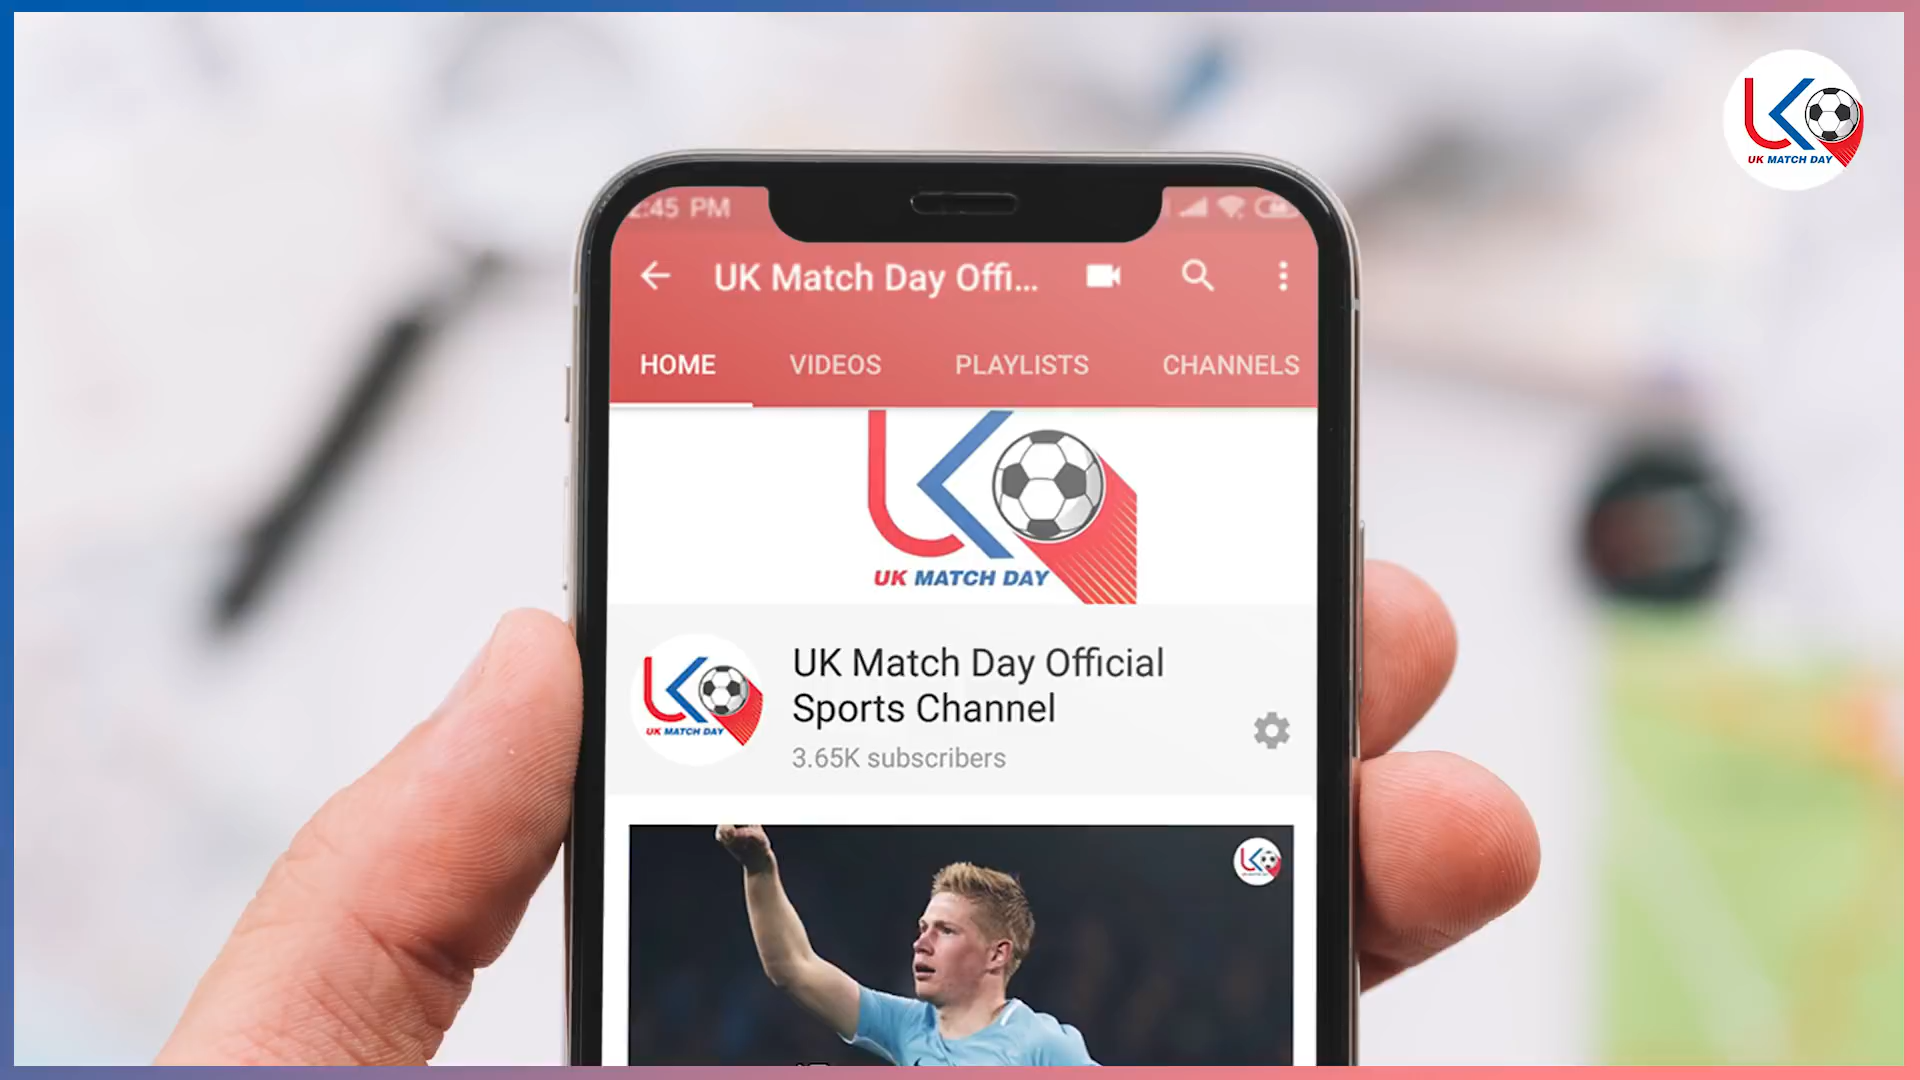 UK MATCH DAY
:45 PM
UK Match Day Offi...
HOME VIDEOS PLAYLISTS CHANNELS
UK
UK MATCH DAY
UK Match Day Official
Sports Channel
3.65K subscribers
UK MATCH DAY